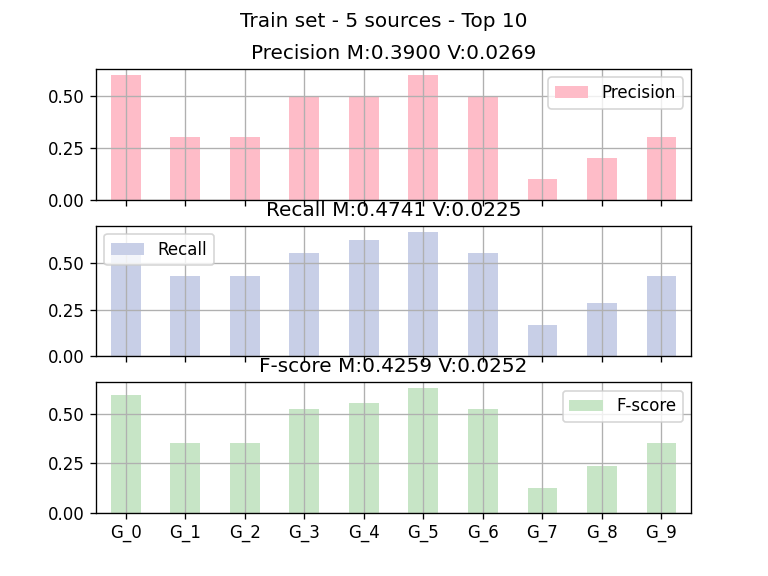 Train set - 5 sources - Top 10
Precision M:0.3900 V:0.0269
0.50
0.25
0.00
Precision
Recall M:0.4741 V:0.0225
0.50
0.25
0.00
Recall
F-score M:0.4259 V:0.0252
0.50
0.25
0.00
F-score
G_0 G_1 G_2 G_3 G_4 G_5 G_6 G_7 G_8 G_9